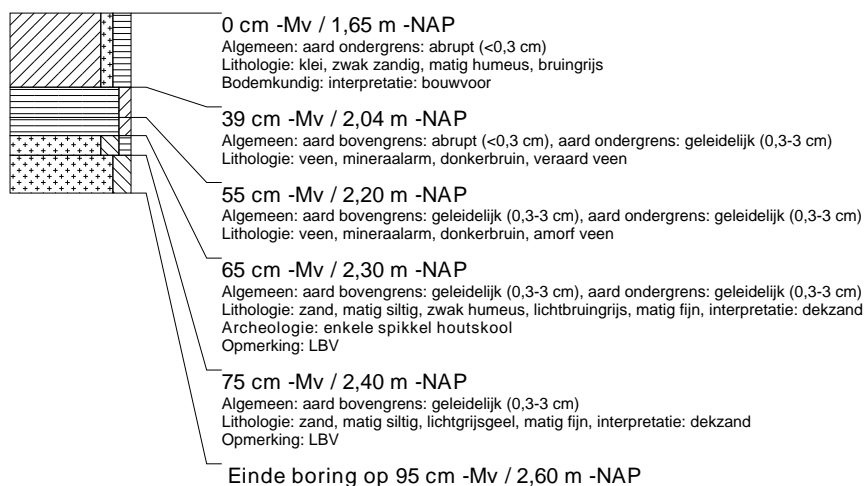 0 cm -Mv / 1,65 m -NAP
Algemeen: aard ondergrens: abrupt (<0,3 cm)
Lithologie: klei, zwak zandig, matig humeus, bruingrijs
Bodemkundig: interpretatie: bouwvoor
39 cm -Mv / 2,04 m -NAP
Algemeen: aard bovengrens: abrupt (<0,3 cm), aard ondergrens: geleidelijk (0,3-3 cm)
Lithologie: veen, mineraalarm, donkerbruin, veraard veen
55 cm -Mv / 2,20 m -NAP
Algemeen: aard bovengrens: geleidelijk (0,3-3 cm), aard ondergrens: geleidelijk (0,3-3 cm)
Lithologie: veen, mineraalarm, donkerbruin, amorf veen
65 cm -Mv / 2,30 m -NAP
Algemeen: aard bovengrens: geleidelijk (0,3-3 cm), aard ondergrens: geleidelijk (0,3-3 cm)
Lithologie: zand, matig siltig, zwak humeus, lichtbruingrijs, matig fijn, interpretatie: dekzand
Archeologie: enkele spikkel houtskool
Opmerking: LBV
75 cm -Mv / 2,40 m -NAP
Algemeen: aard bovengrens: geleidelijk (0,3-3 cm)
Lithologie: zand, matig siltig, lichtgrijsgeel, matig fijn, interpretatie: dekzand
Opmerking: LBV
Einde boring op 95 cm -Mv / 2,60 m -NAP